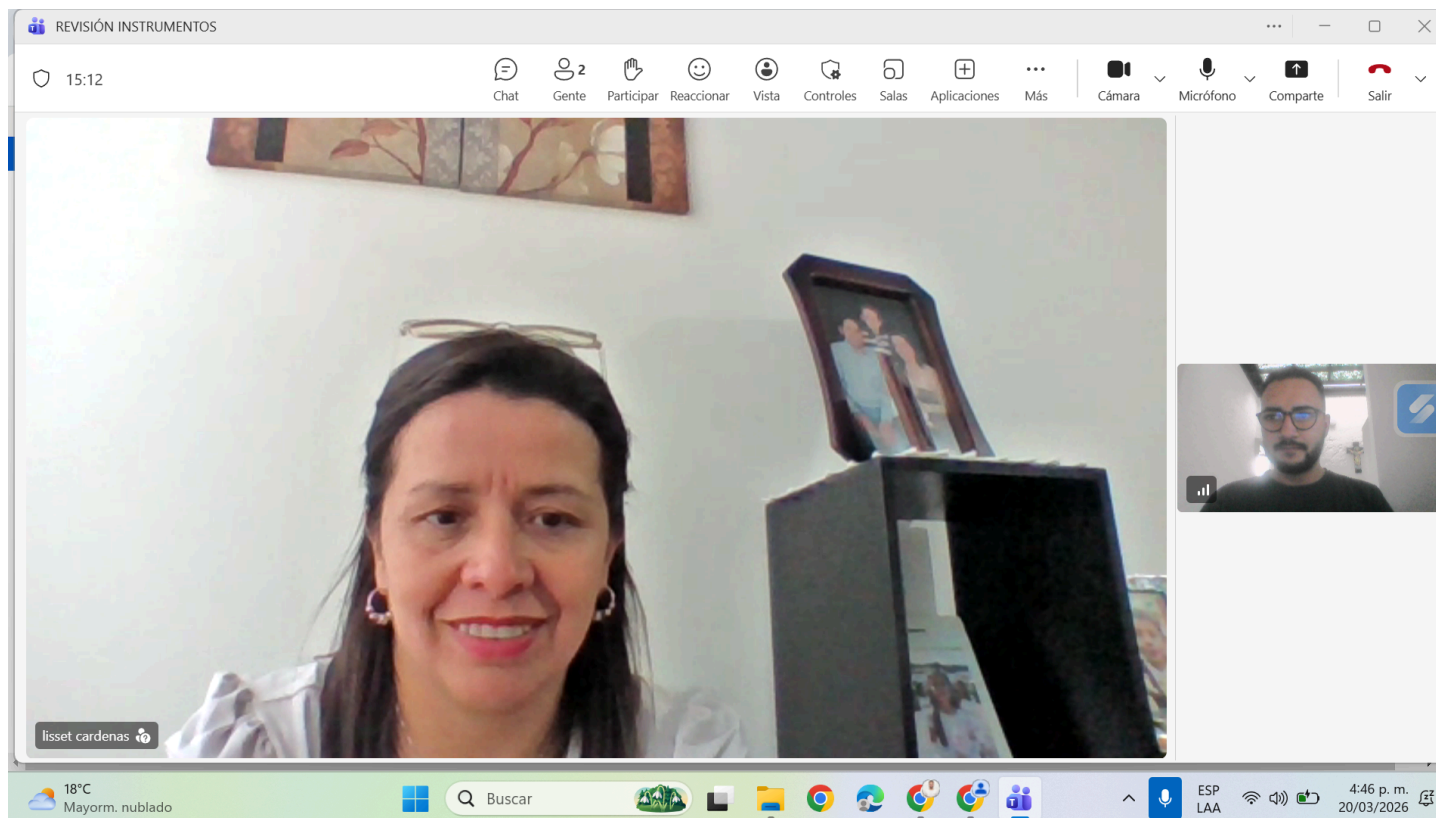 REVISIÓN INSTRUMENTOS
15:12
Chat
Gente 2
Participar
Reaccionar
Vista
Controles
Salas
Aplicaciones
Más
Cámara
Micrófono
Comparte
Salir
lisset cardenas
18°C
Mayorm. nublado
Buscar
ESP
LAA
4:46 p. m.
20/03/2026